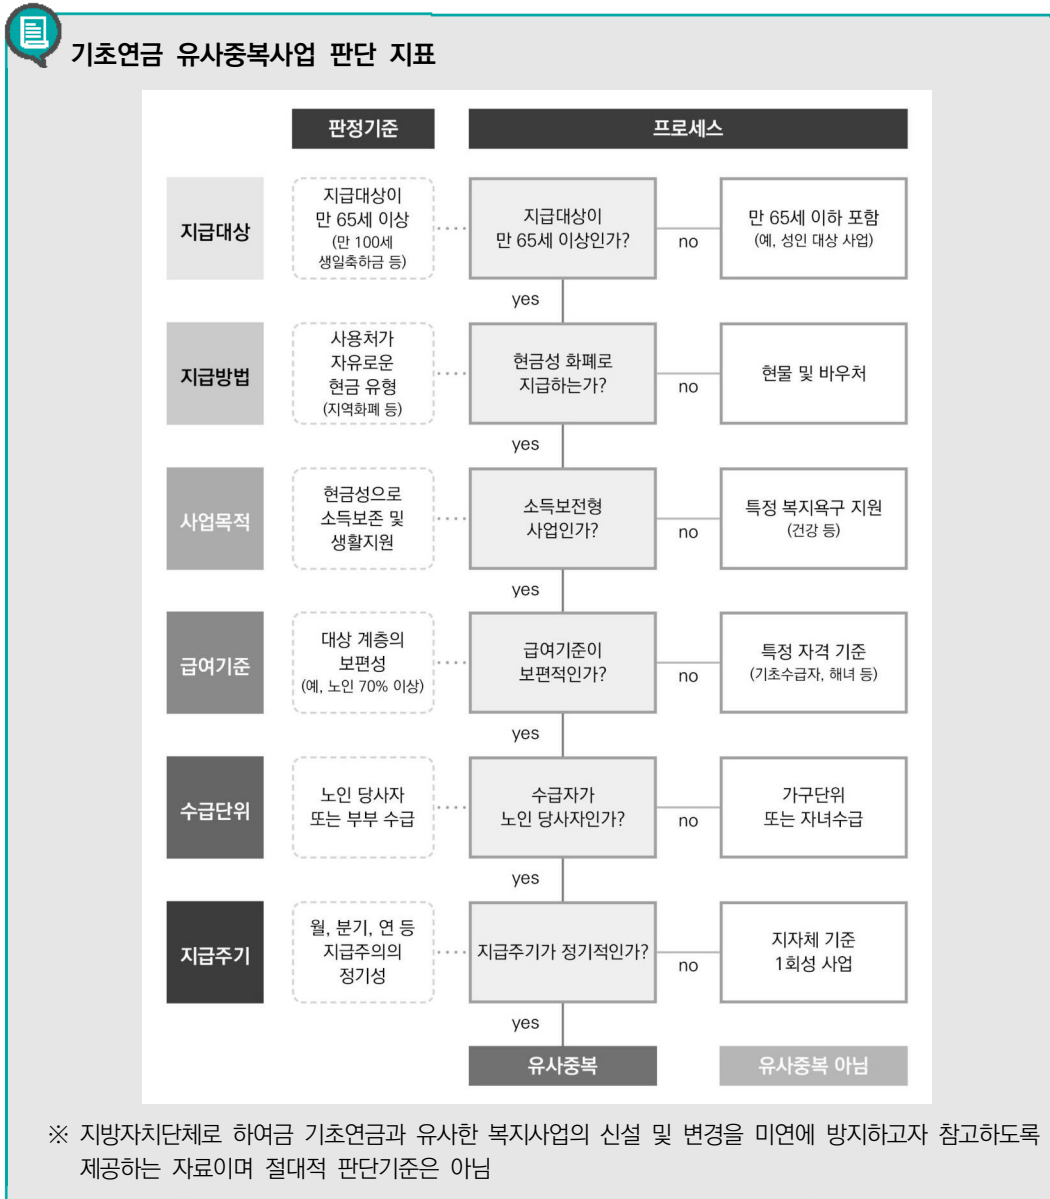 기초연금 유사중복사업 판단 지표
판정기준
프로세스
지급대상
지급대상이
만 65세 이상
(만 100세
생일축하금 등)
지급대상이
만 65세 이상인가?
no
만 65세 이하 포함
(예, 성인 대상 사업)
yes
지급방법
사용처가
자유로운
현금 유형
(지역화폐 등)
현금성 화폐로
지급하는가?
no
현물 및 바우처
yes
사업목적
현금성으로
소득보존 및
생활지원
소득보전형
사업인가?
no
특정 복지욕구 지원
(건강 등)
yes
급여기준
대상 계층의
보편성
(예, 노인 70% 이상)
급여기준이
보편적인가?
no
특정 자격 기준
(기초수급자, 해녀 등)
yes
수급단위
노인 당사자
또는 부부 수급
수급자가
노인 당사자인가?
no
가구단위
또는 자녀수급
yes
지급주기
월, 분기, 연 등
지급주의의
정기성
지급주기가 정기적인가?
no
지자체 기준
1회성 사업
yes
유사중복
유사중복 아님
※ 지방자치단체로 하여금 기초연금과 유사한 복지사업의 신설 및 변경을 미연에 방지하고자 참고하도록
제공하는 자료이며 절대적 판단기준은 아님